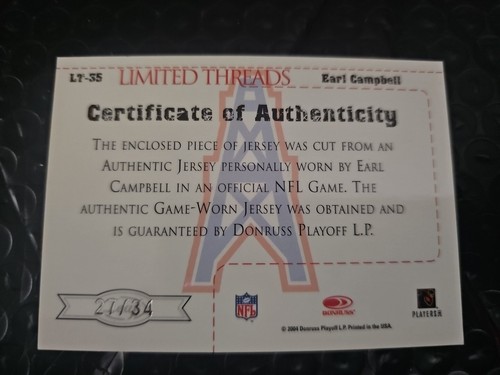 LT-35 LIMITED THREADS Earl Campbell
Certificate of Authenticity
The enclosed piece of jersey was cut from an
Authentic Jersey personally worn by Earl
Campbell in an official NFL Game. The
authentic Game-Worn Jersey was obtained and
is guaranteed by Donruss Playoff L.P.
27/34
NFL
DONRUSS
PLAYERS
© 2004 Donruss Playoff L.P. Printed in the USA.